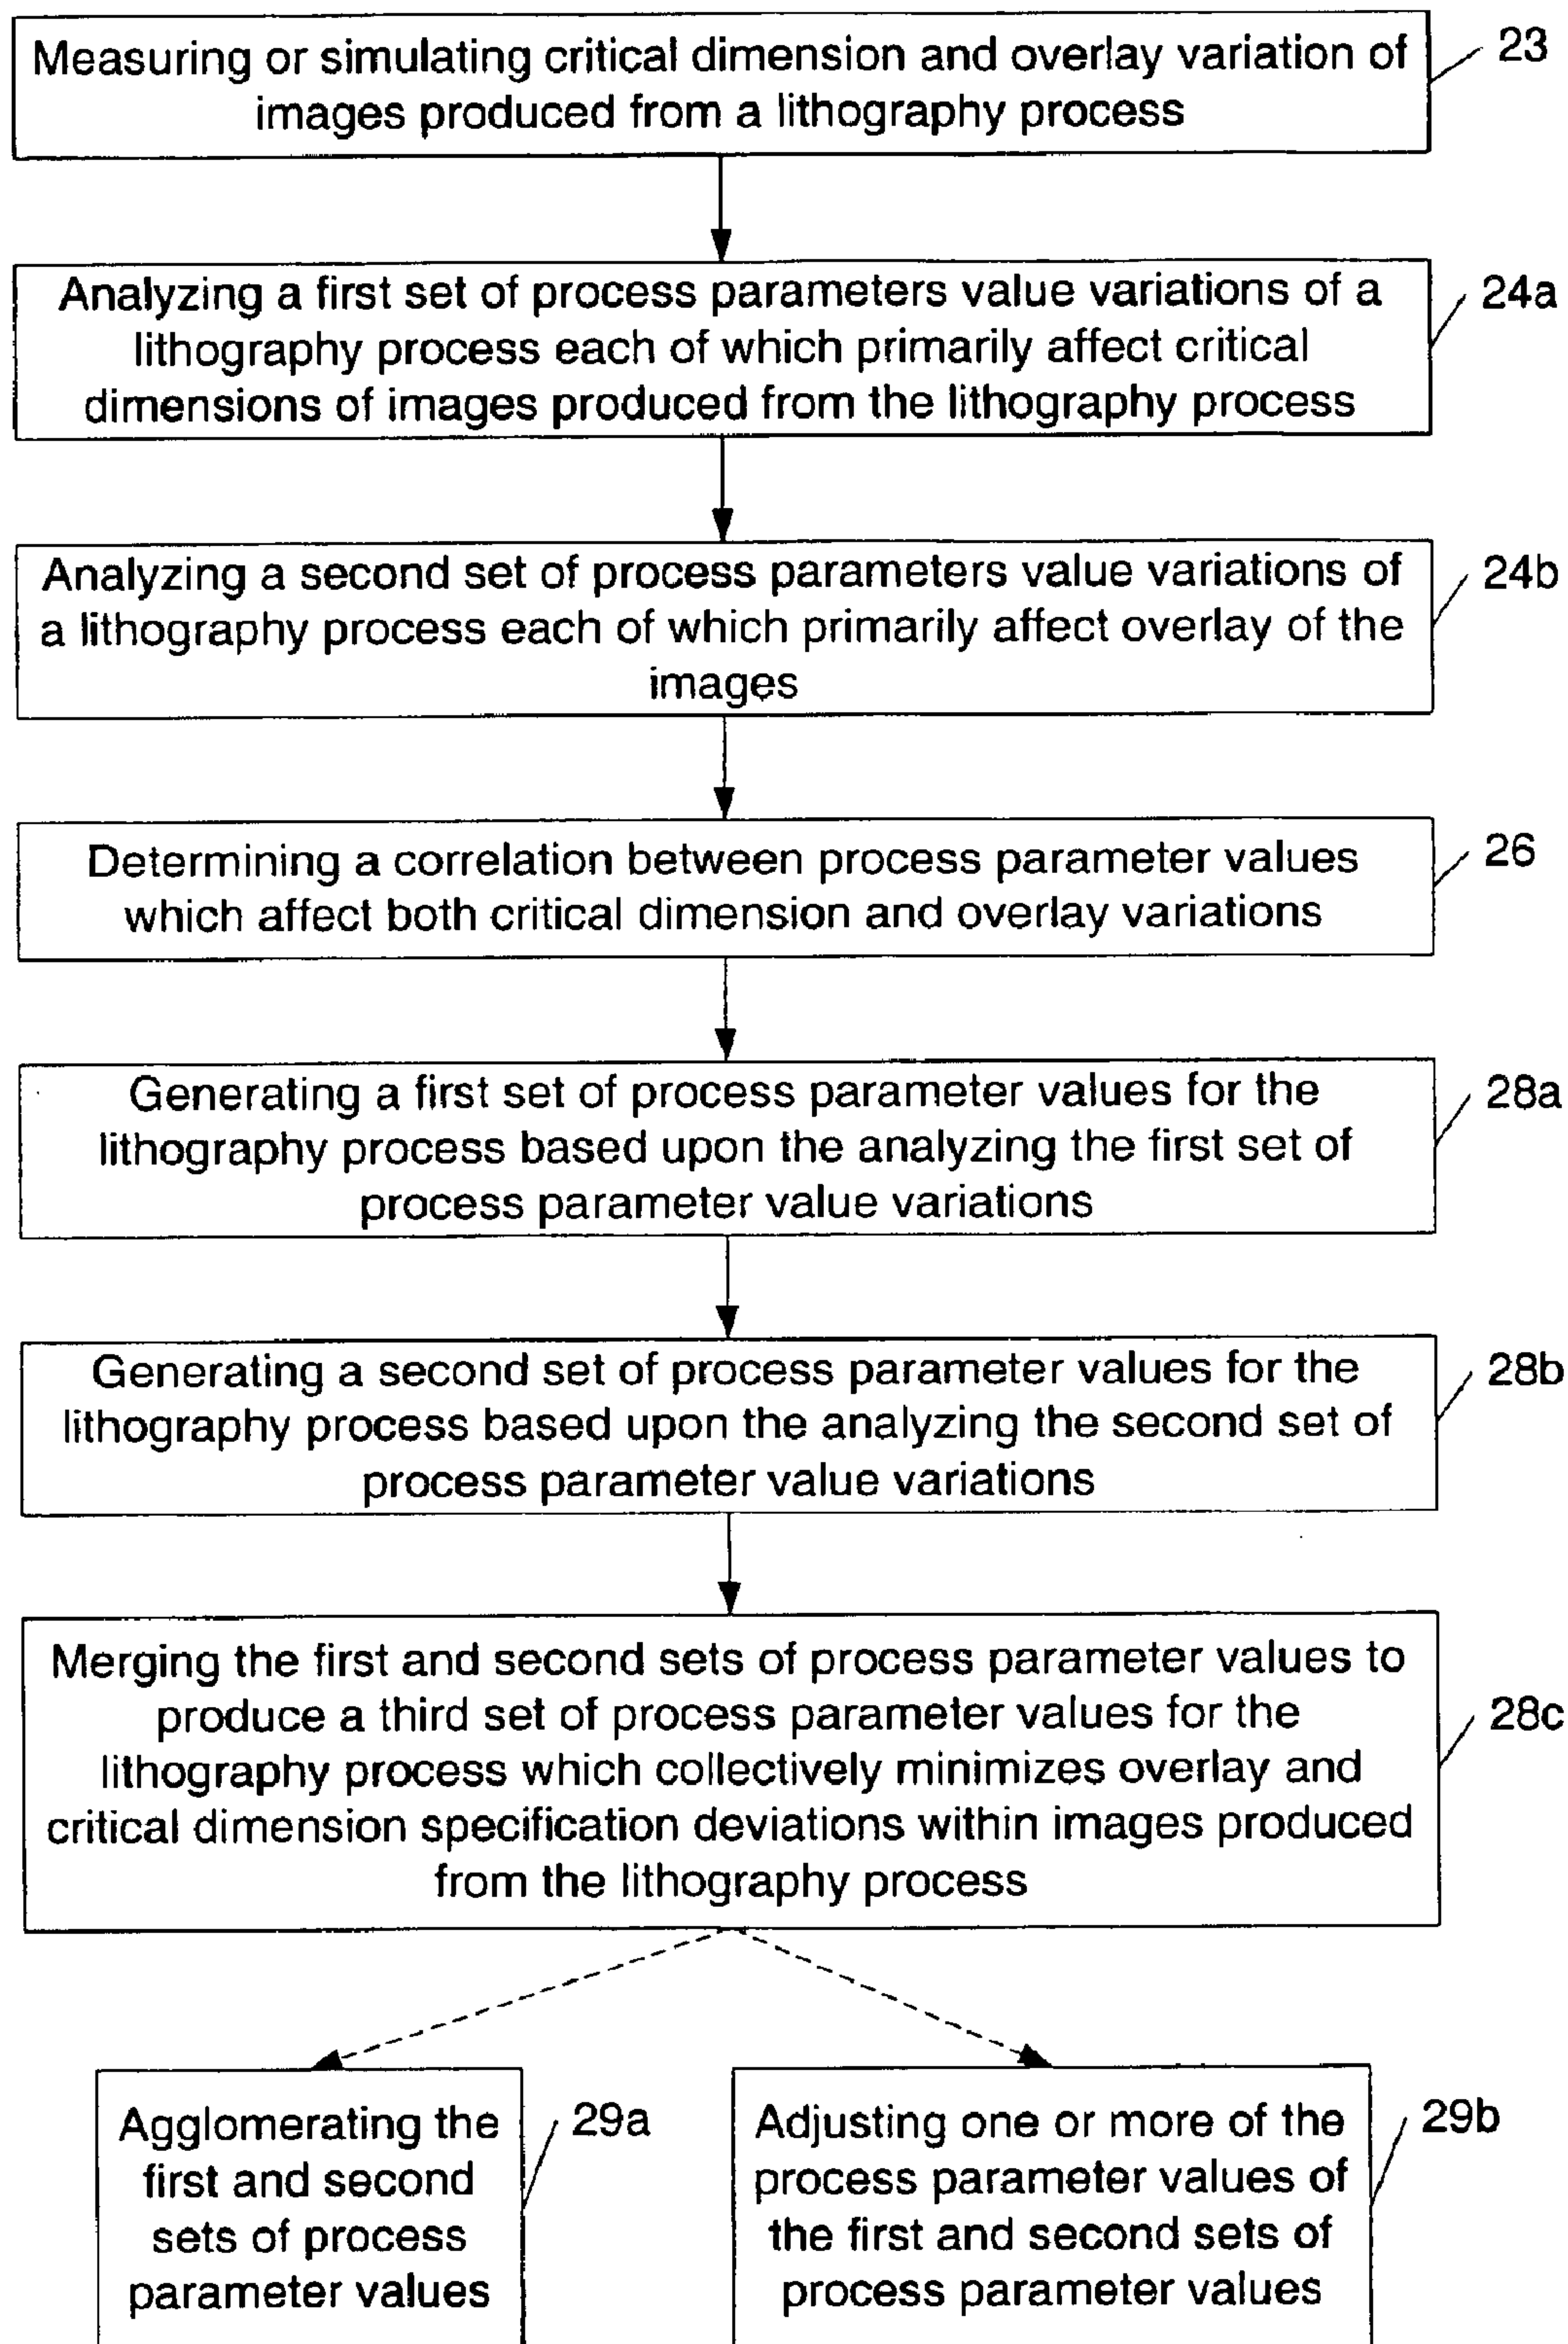 Measuring or simulating critical dimension and overlay variation of
images produced from a lithography process
23
Analyzing a first set of process parameters value variations of a
lithography process each of which primarily affect critical
dimensions of images produced from the lithography process
24a
Analyzing a second set of process parameters value variations of
a lithography process each of which primarily affect overlay of the
images
24b
Determining a correlation between process parameter values
which affect both critical dimension and overlay variations
26
Generating a first set of process parameter values for the
lithography process based upon the analyzing the first set of
process parameter value variations
28a
Generating a second set of process parameter values for the
lithography process based upon the analyzing the second set of
process parameter value variations
28b
Merging the first and second sets of process parameter values to
produce a third set of process parameter values for the
lithography process which collectively minimizes overlay and
critical dimension specification deviations within images produced
from the lithography process
28c
Agglomerating the
first and second
sets of process
parameter values
29a
Adjusting one or more of the
process parameter values of
the first and second sets of
process parameter values
29b